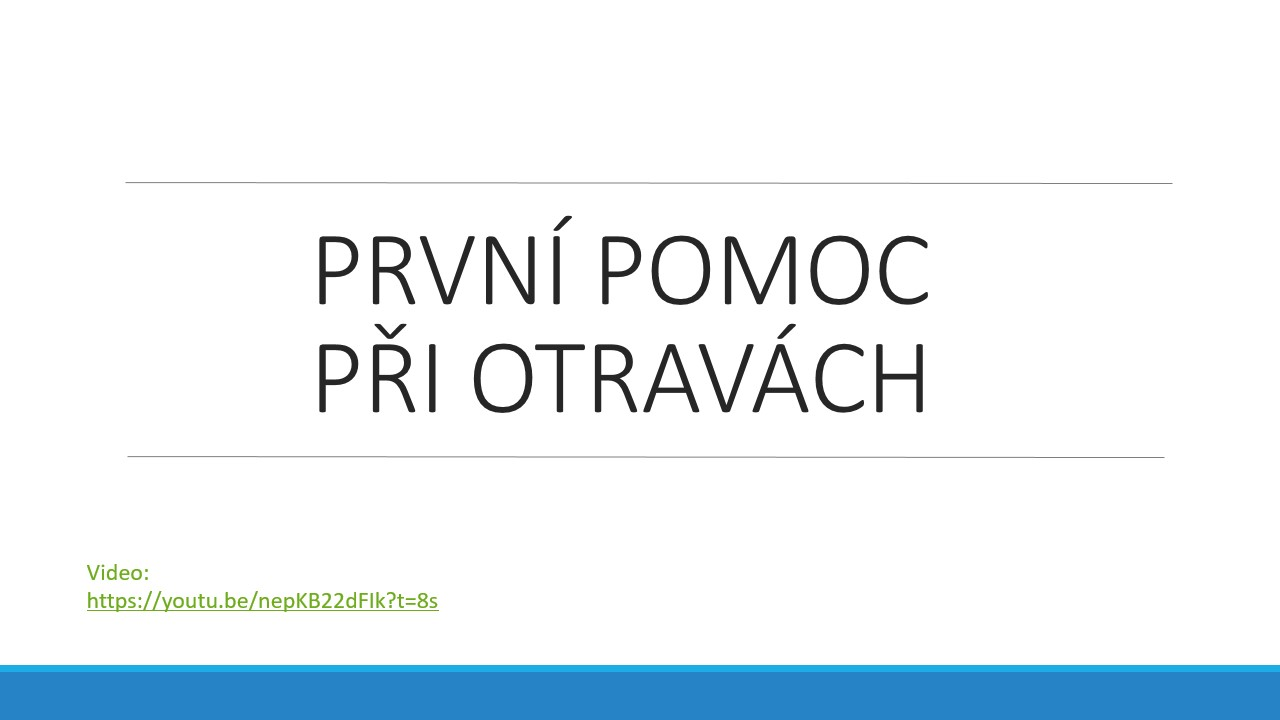 PRVNÍ POMOC
PŘI OTRAVÁCH
Video:
https://youtu.be/nepKB22dFIk?t=8s